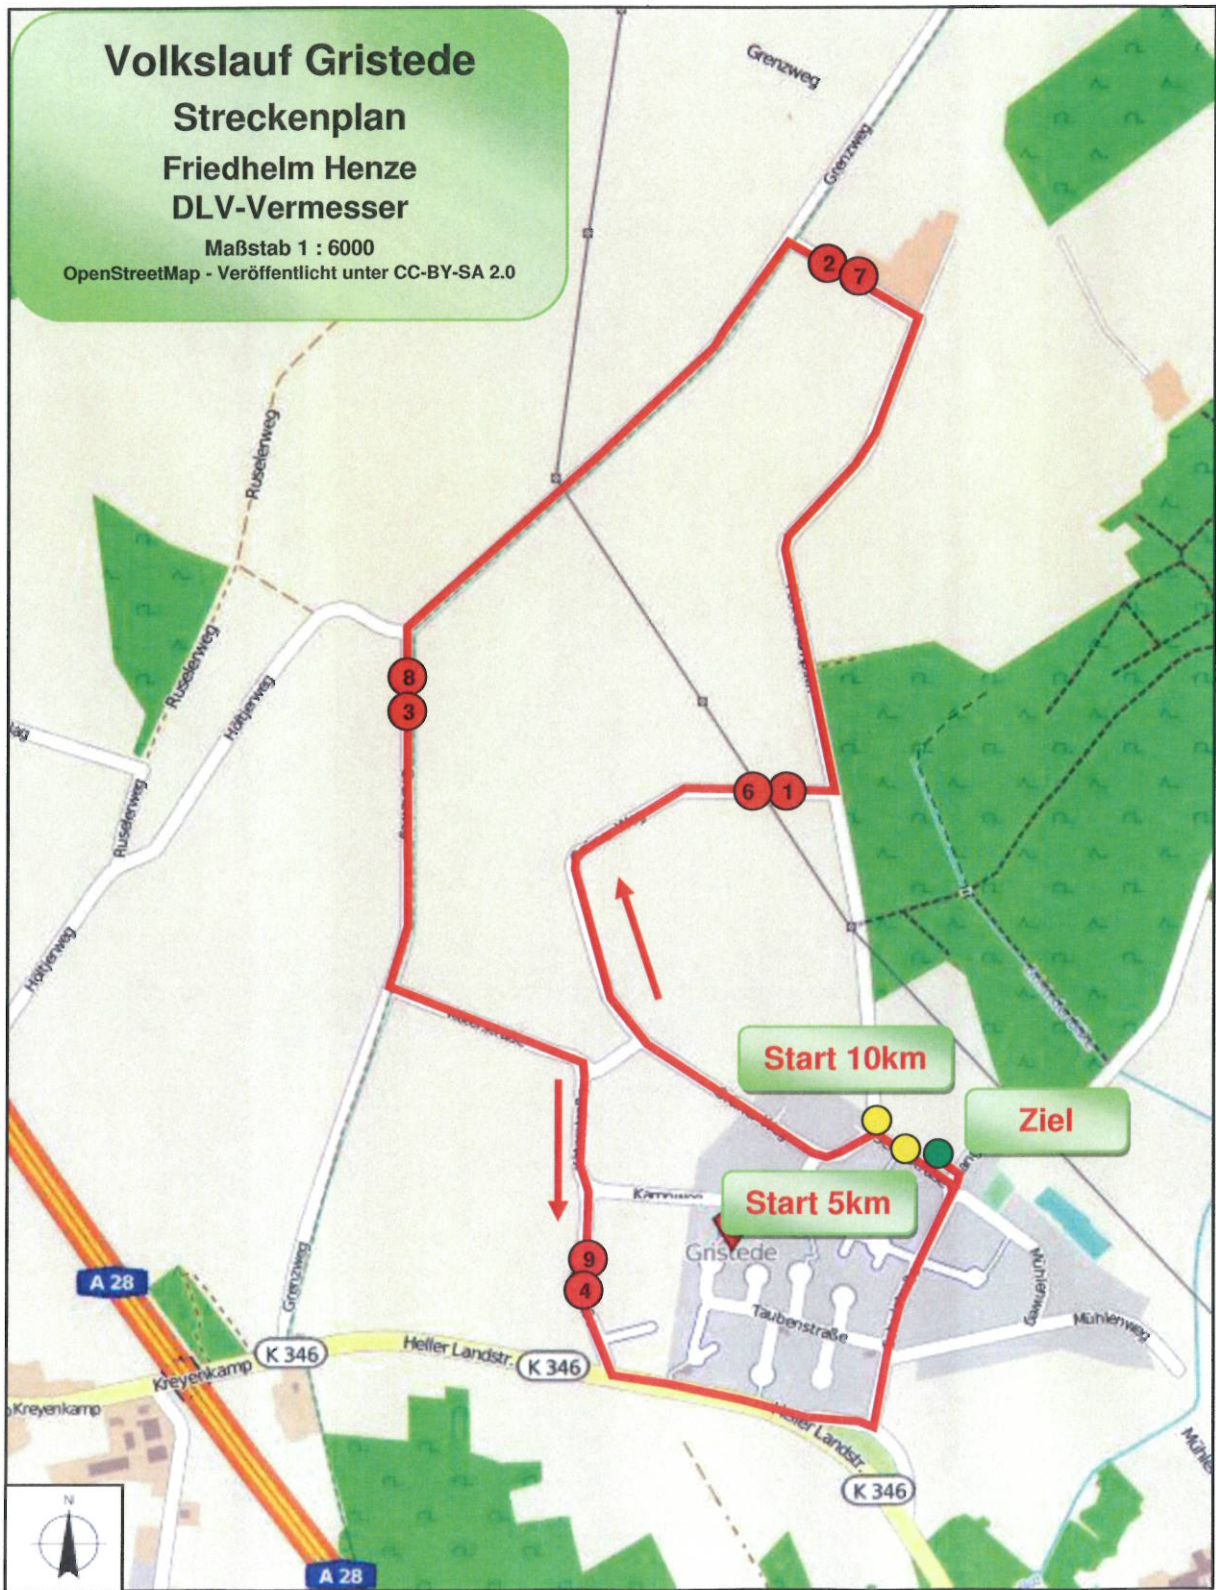 Volkslauf Gristede
Streckenplan
Friedhelm Henze
DLV-Vermesser
Maßstab 1 : 6000
OpenStreetMap - Veröffentlicht unter CC-BY-SA 2.0
Grenzweg
Grenzweg
2
7
Ruselerweg
Ruselerweg
8
3
Höltjerweg
Ruselerweg
6
1
Höltjerweg
Start 10km
Ziel
Start 5km
Gristede
9
4
A 28
Grenzweg
Mühlenweg
Mühlenweg
Taubenstraße
Heller Landstr.
K 346
K 346
Kreyenkamp
Kreyenkamp
Heller Landstr.
K 346
N
A 28